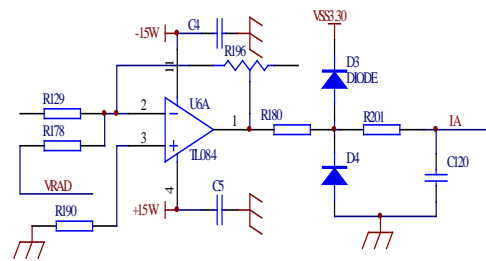 C4
VSS3.30
-15W
R196
11
D3
DIODE
U6A
R129
2
1
R180
R201
IA
R178
3
TL084
D4
C120
VRAD
4
C5
R190
+15W